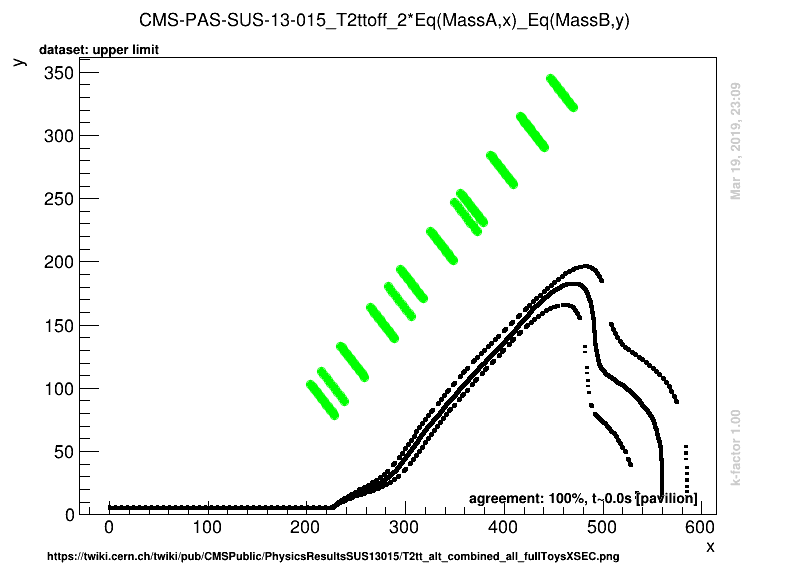 CMS-PAS-SUS-13-015_T2ttoff_2*Eq(MassA,x)_Eq(MassB,y)
dataset: upper limit
y
350
300
250
200
150
100
50
0
0 100 200 300 400 500 600
x
agreement: 100%, t~0.0s [pavilion]
https://twiki.cern.ch/twiki/pub/CMSPublic/PhysicsResultsSUS13015/T2tt_alt_combined_all_fullToysXSEC.png
Mar 19, 2019, 23:09
k-factor 1.00